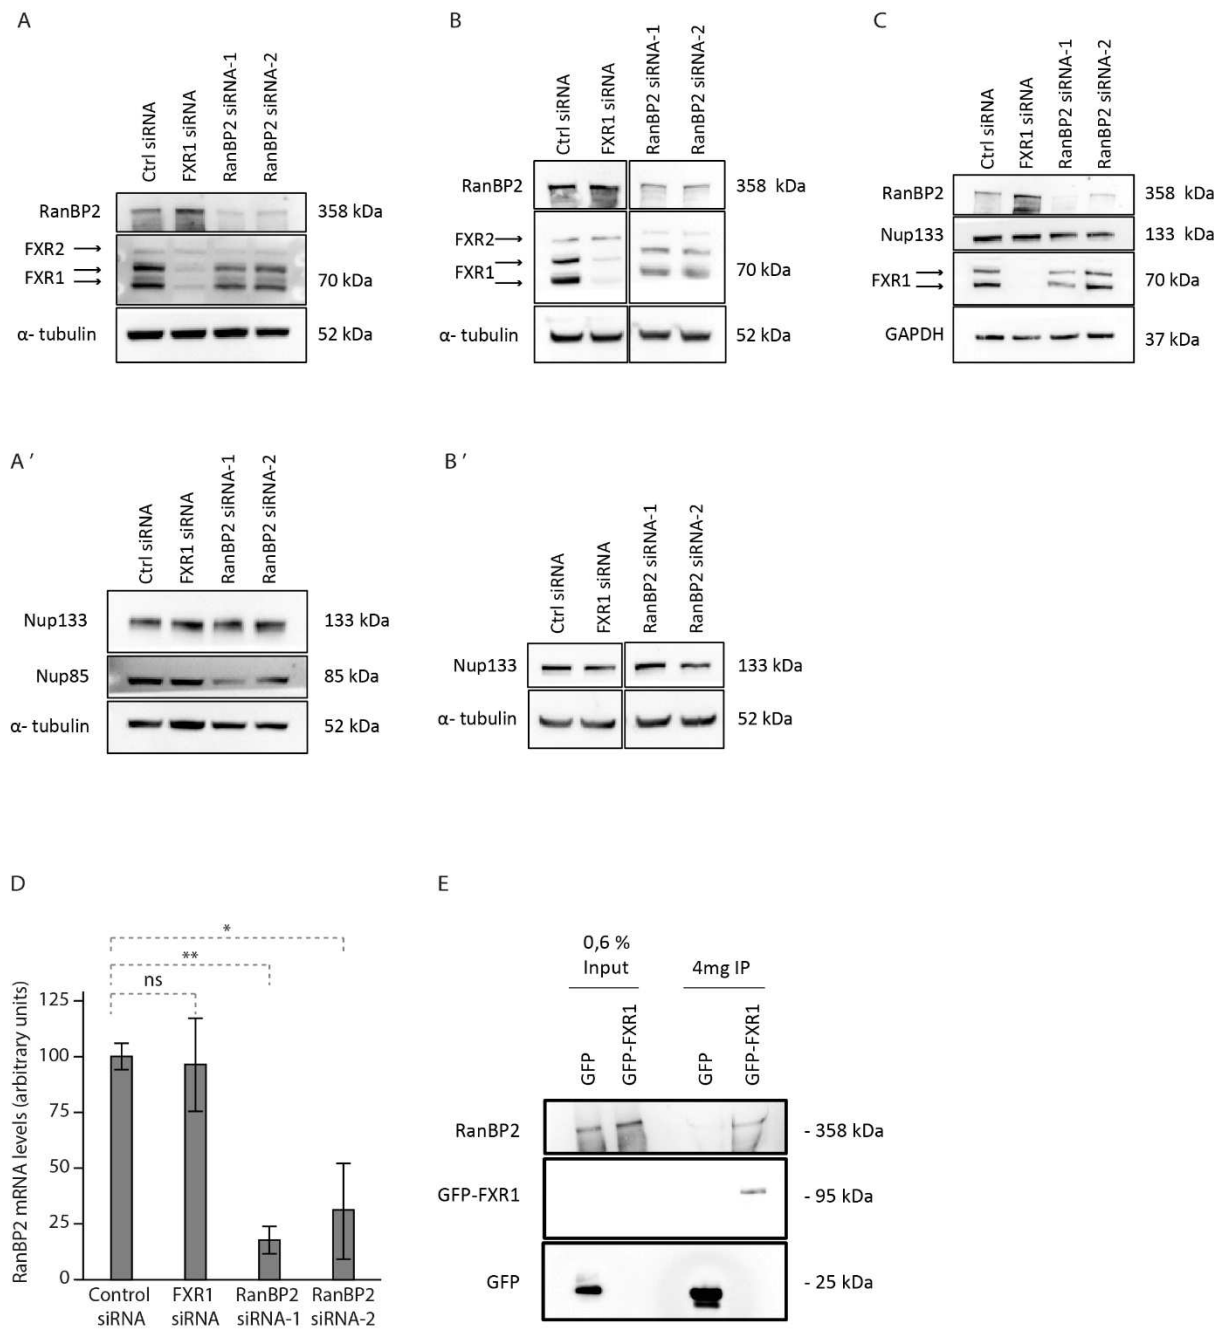 A
Ctrl siRNA
FXR1 siRNA
RanBP2 siRNA-1
RanBP2 siRNA-2
RanBP2
358 kDa
FXR2
FXR1
70 kDa
α- tubulin
52 kDa
B
Ctrl siRNA
FXR1 siRNA
RanBP2 siRNA-1
RanBP2 siRNA-2
RanBP2
358 kDa
FXR2
FXR1
70 kDa
α- tubulin
52 kDa
C
Ctrl siRNA
FXR1 siRNA
RanBP2 siRNA-1
RanBP2 siRNA-2
RanBP2
358 kDa
Nup133
133 kDa
FXR1
70 kDa
GAPDH
37 kDa
A ′
Ctrl siRNA
FXR1 siRNA
RanBP2 siRNA-1
RanBP2 siRNA-2
Nup133
133 kDa
Nup85
85 kDa
α- tubulin
52 kDa
B ′
Ctrl siRNA
FXR1 siRNA
RanBP2 siRNA-1
RanBP2 siRNA-2
Nup133
133 kDa
α- tubulin
52 kDa
D
*
**
ns
RanBP2 mRNA levels (arbitrary units)
125
100
75
50
25
0
Control
siRNA
FXR1
siRNA
RanBP2
siRNA-1
RanBP2
siRNA-2
E
0,6 %
Input
4mg IP
GFP
GFP-FXR1
GFP
GFP-FXR1
RanBP2
- 358 kDa
GFP-FXR1
- 95 kDa
GFP
- 25 kDa